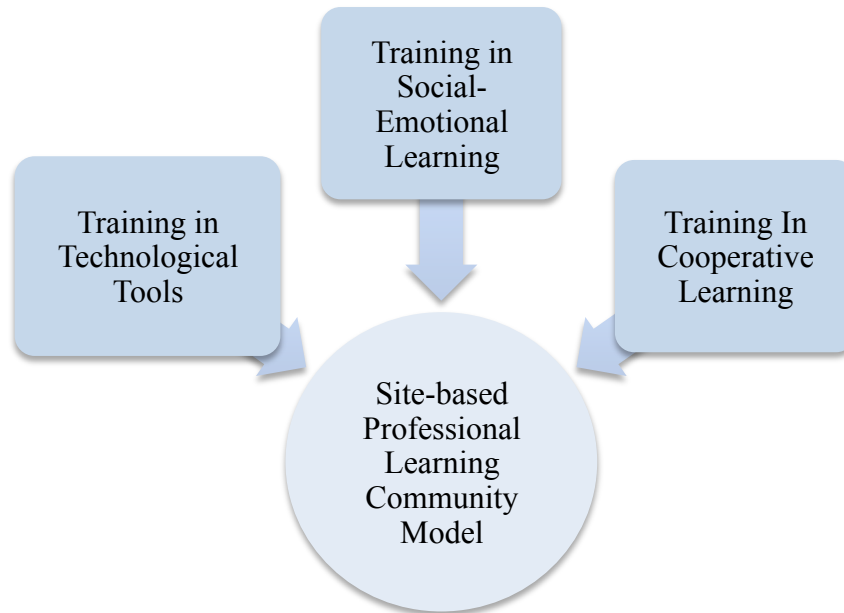 Training in
Social-
Emotional
Learning
Training in
Technological
Tools
Training In
Cooperative
Learning
Site-based
Professional
Learning
Community
Model